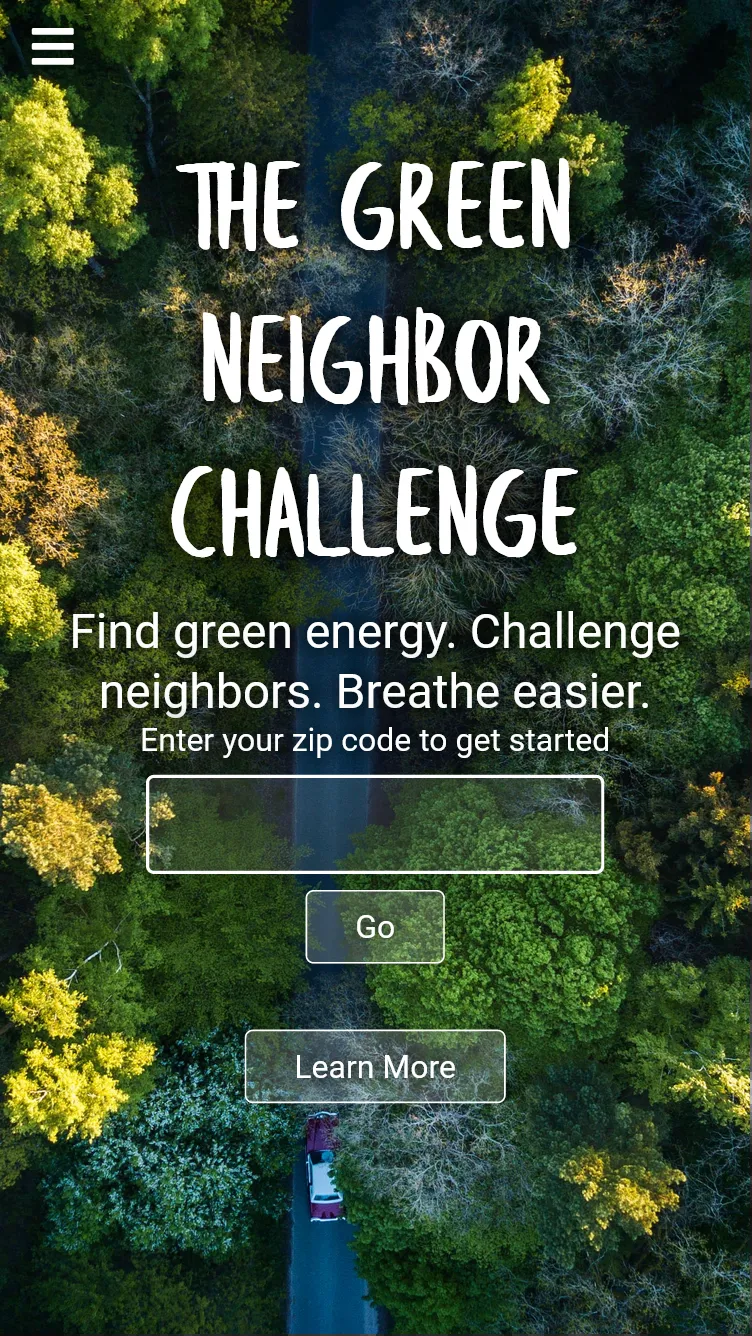 THE GREEN
NEIGHBOR
CHALLENGE
Find green energy. Challenge
neighbors. Breathe easier.
Enter your zip code to get started
Go
Learn More